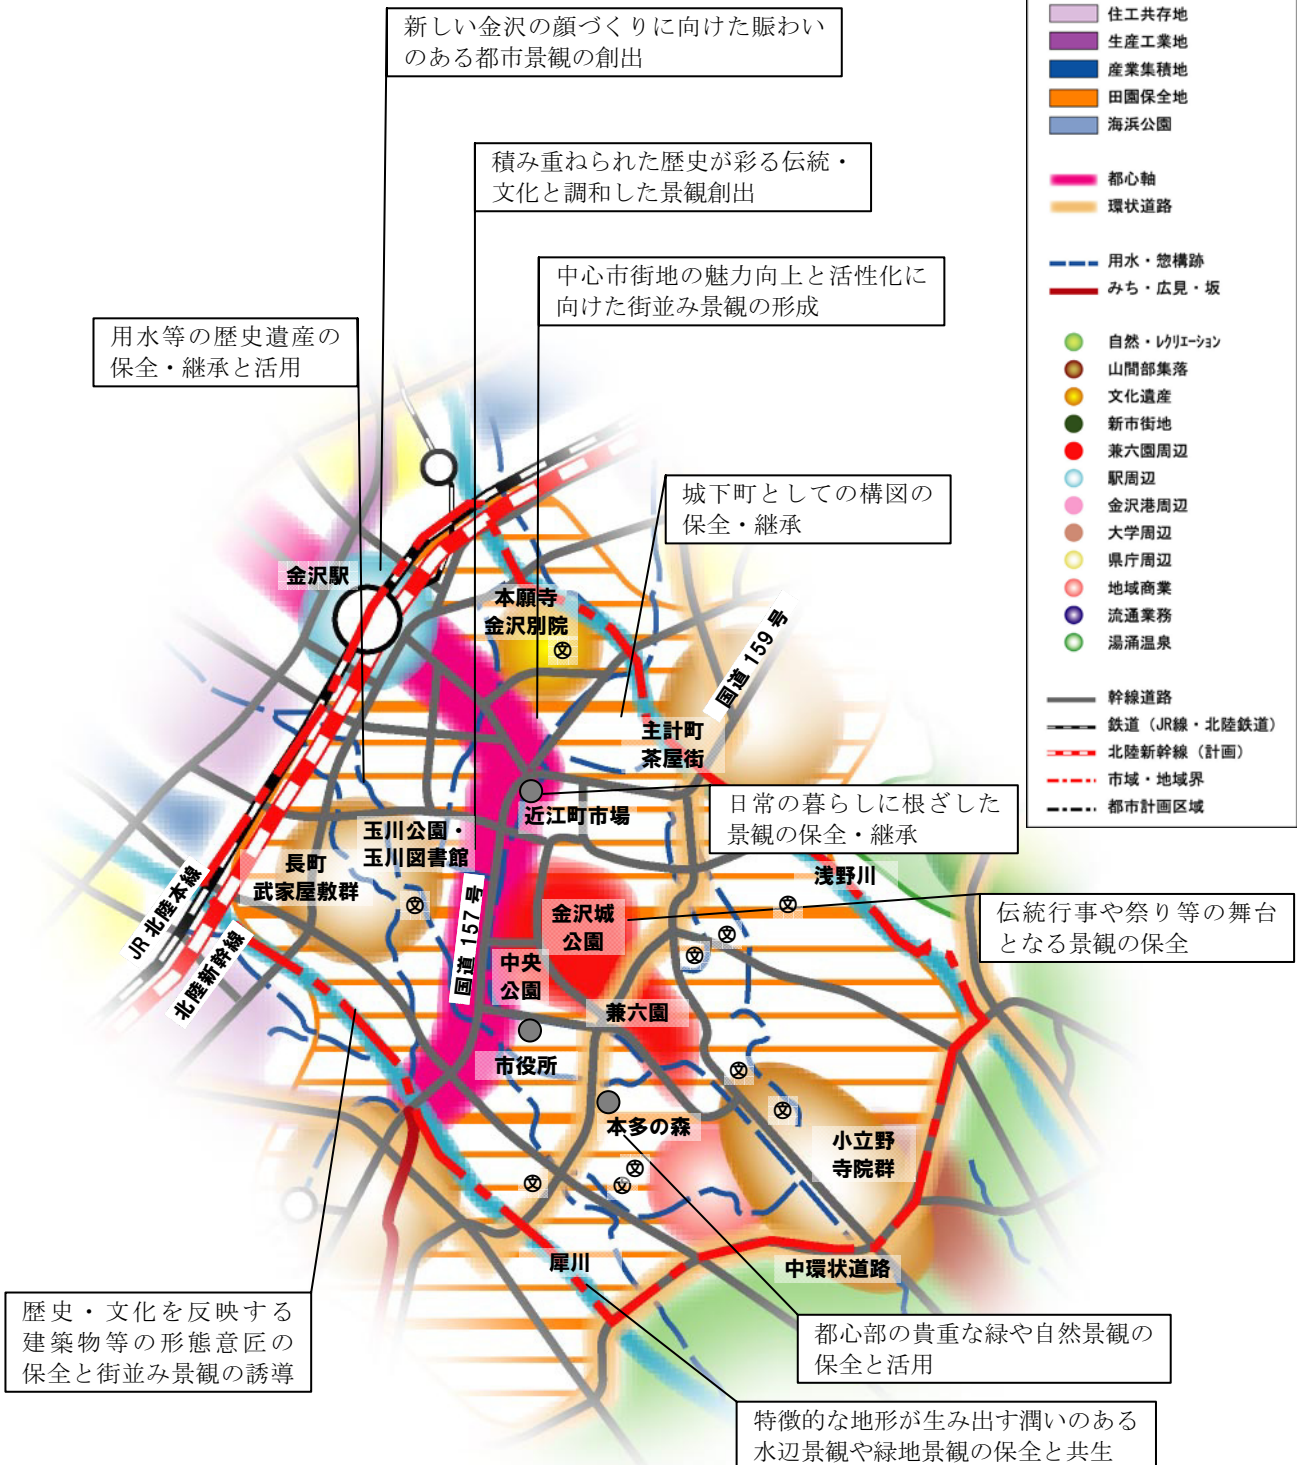 新しい金沢の顔づくりに向けた賑わい
のある都市景観の創出
積み重ねられた歴史が彩る伝統・
文化と調和した景観創出
中心市街地の魅力向上と活性化に
向けた街並み景観の形成
用水等の歴史遺産の
保全・継承と活用
城下町としての構図の
保全・継承
住工共存地
生産工業地
産業集積地
田園保全地
海浜公園
都心軸
環状道路
用水・惣構跡
みち・広見・坂
自然・レクリエーション
山間部集落
文化遺産
新市街地
兼六園周辺
駅周辺
金沢港周辺
大学周辺
県庁周辺
地域商業
流通業務
湯涌温泉
幹線道路
鉄道（JR線・北陸鉄道）
北陸新幹線（計画）
市域・地域界
都市計画区域
金沢駅
本願寺
金沢別院
国道 159 号
主計町
茶屋街
近江町市場
日常の暮らしに根ざした
景観の保全・継承
玉川公園・
玉川図書館
長町
武家屋敷群
浅野川
JR 北陸本線
北陸新幹線
国道 157 号
金沢城
公園
伝統行事や祭り等の舞台
となる景観の保全
中央
公園
兼六園
市役所
本多の森
小立野
寺院群
犀川
中環状道路
歴史・文化を反映する
建築物等の形態意匠の
保全と街並み景観の誘導
都心部の貴重な緑や自然景観の
保全と活用
特徴的な地形が生み出す潤いのある
水辺景観や緑地景観の保全と共生
文
文
文
文
文
文
文
文
文